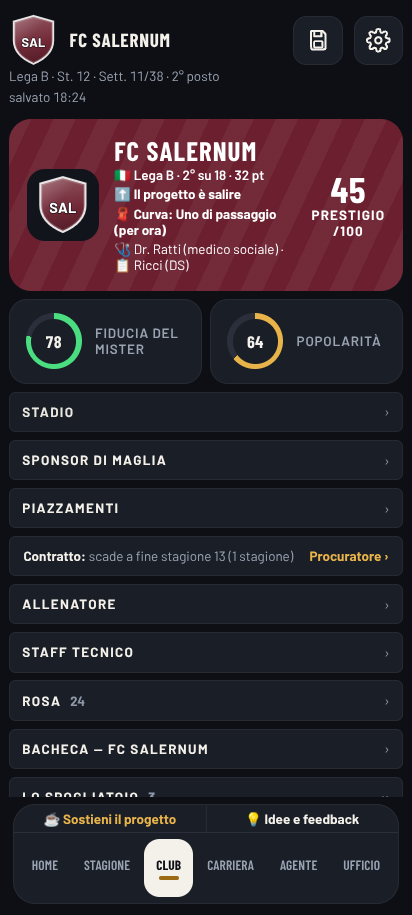 SAL FC SALERNUM
Lega B · St. 12 · Sett. 11/38 · 2° posto
salvato 18:24
FC SALERNUM
🇮🇹 Lega B · 2° su 18 · 32 pt
⬆️ Il progetto è salire
🧣 Curva: Uno di passaggio
(per ora)
🩺 Dr. Ratti (medico sociale) ·
📋 Ricci (DS)
SAL
45
PRESTIGIO
/100
78 FIDUCIA DEL
MISTER
64 POPOLARITÀ
STADIO ›
SPONSOR DI MAGLIA ›
PIAZZAMENTI ›
Contratto: scade a fine stagione 13 (1 stagione) Procuratore ›
ALLENATORE ›
STAFF TECNICO ›
ROSA 24 ›
BACHECA – FC SALERNUM ›
LO SPOGLIATOIO 3
☕ Sostieni il progetto 💡 Idee e feedback
HOME STAGIONE CLUB CARRIERA AGENTE UFFICIO